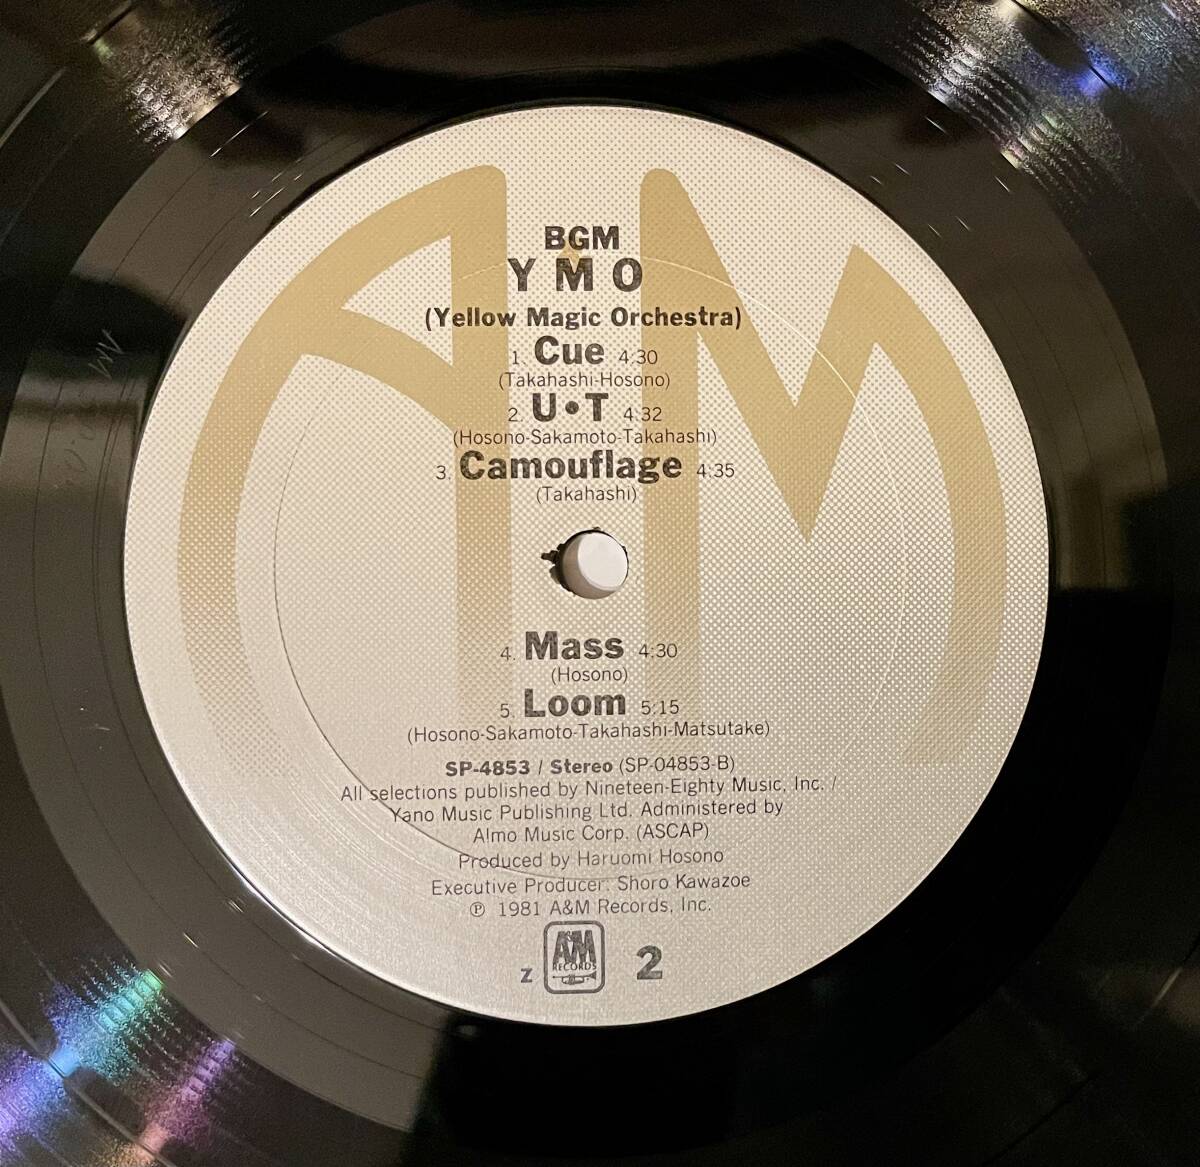 BGM
Y M O
(Yellow Magic Orchestra)
1. Cue 4:30
(Takahashi-Hosono)
2. U•T 4:32
(Hosono-Sakamoto-Takahashi)
3. Camouflage 4:35
(Takahashi)
4. Mass 4:30
(Hosono)
5. Loom 5:15
(Hosono-Sakamoto-Takahashi-Matsutake)
SP-4853 / Stereo (SP-04853-B)
All selections published by Nineteen-Eighty Music, Inc. /
Yano Music Publishing Ltd. Administered by
Almo Music Corp. (ASCAP)
Produced by Haruomi Hosono
Executive Producer: Shoro Kawazoe
℗ 1981 A&M Records, Inc.
z A&M RECORDS 2